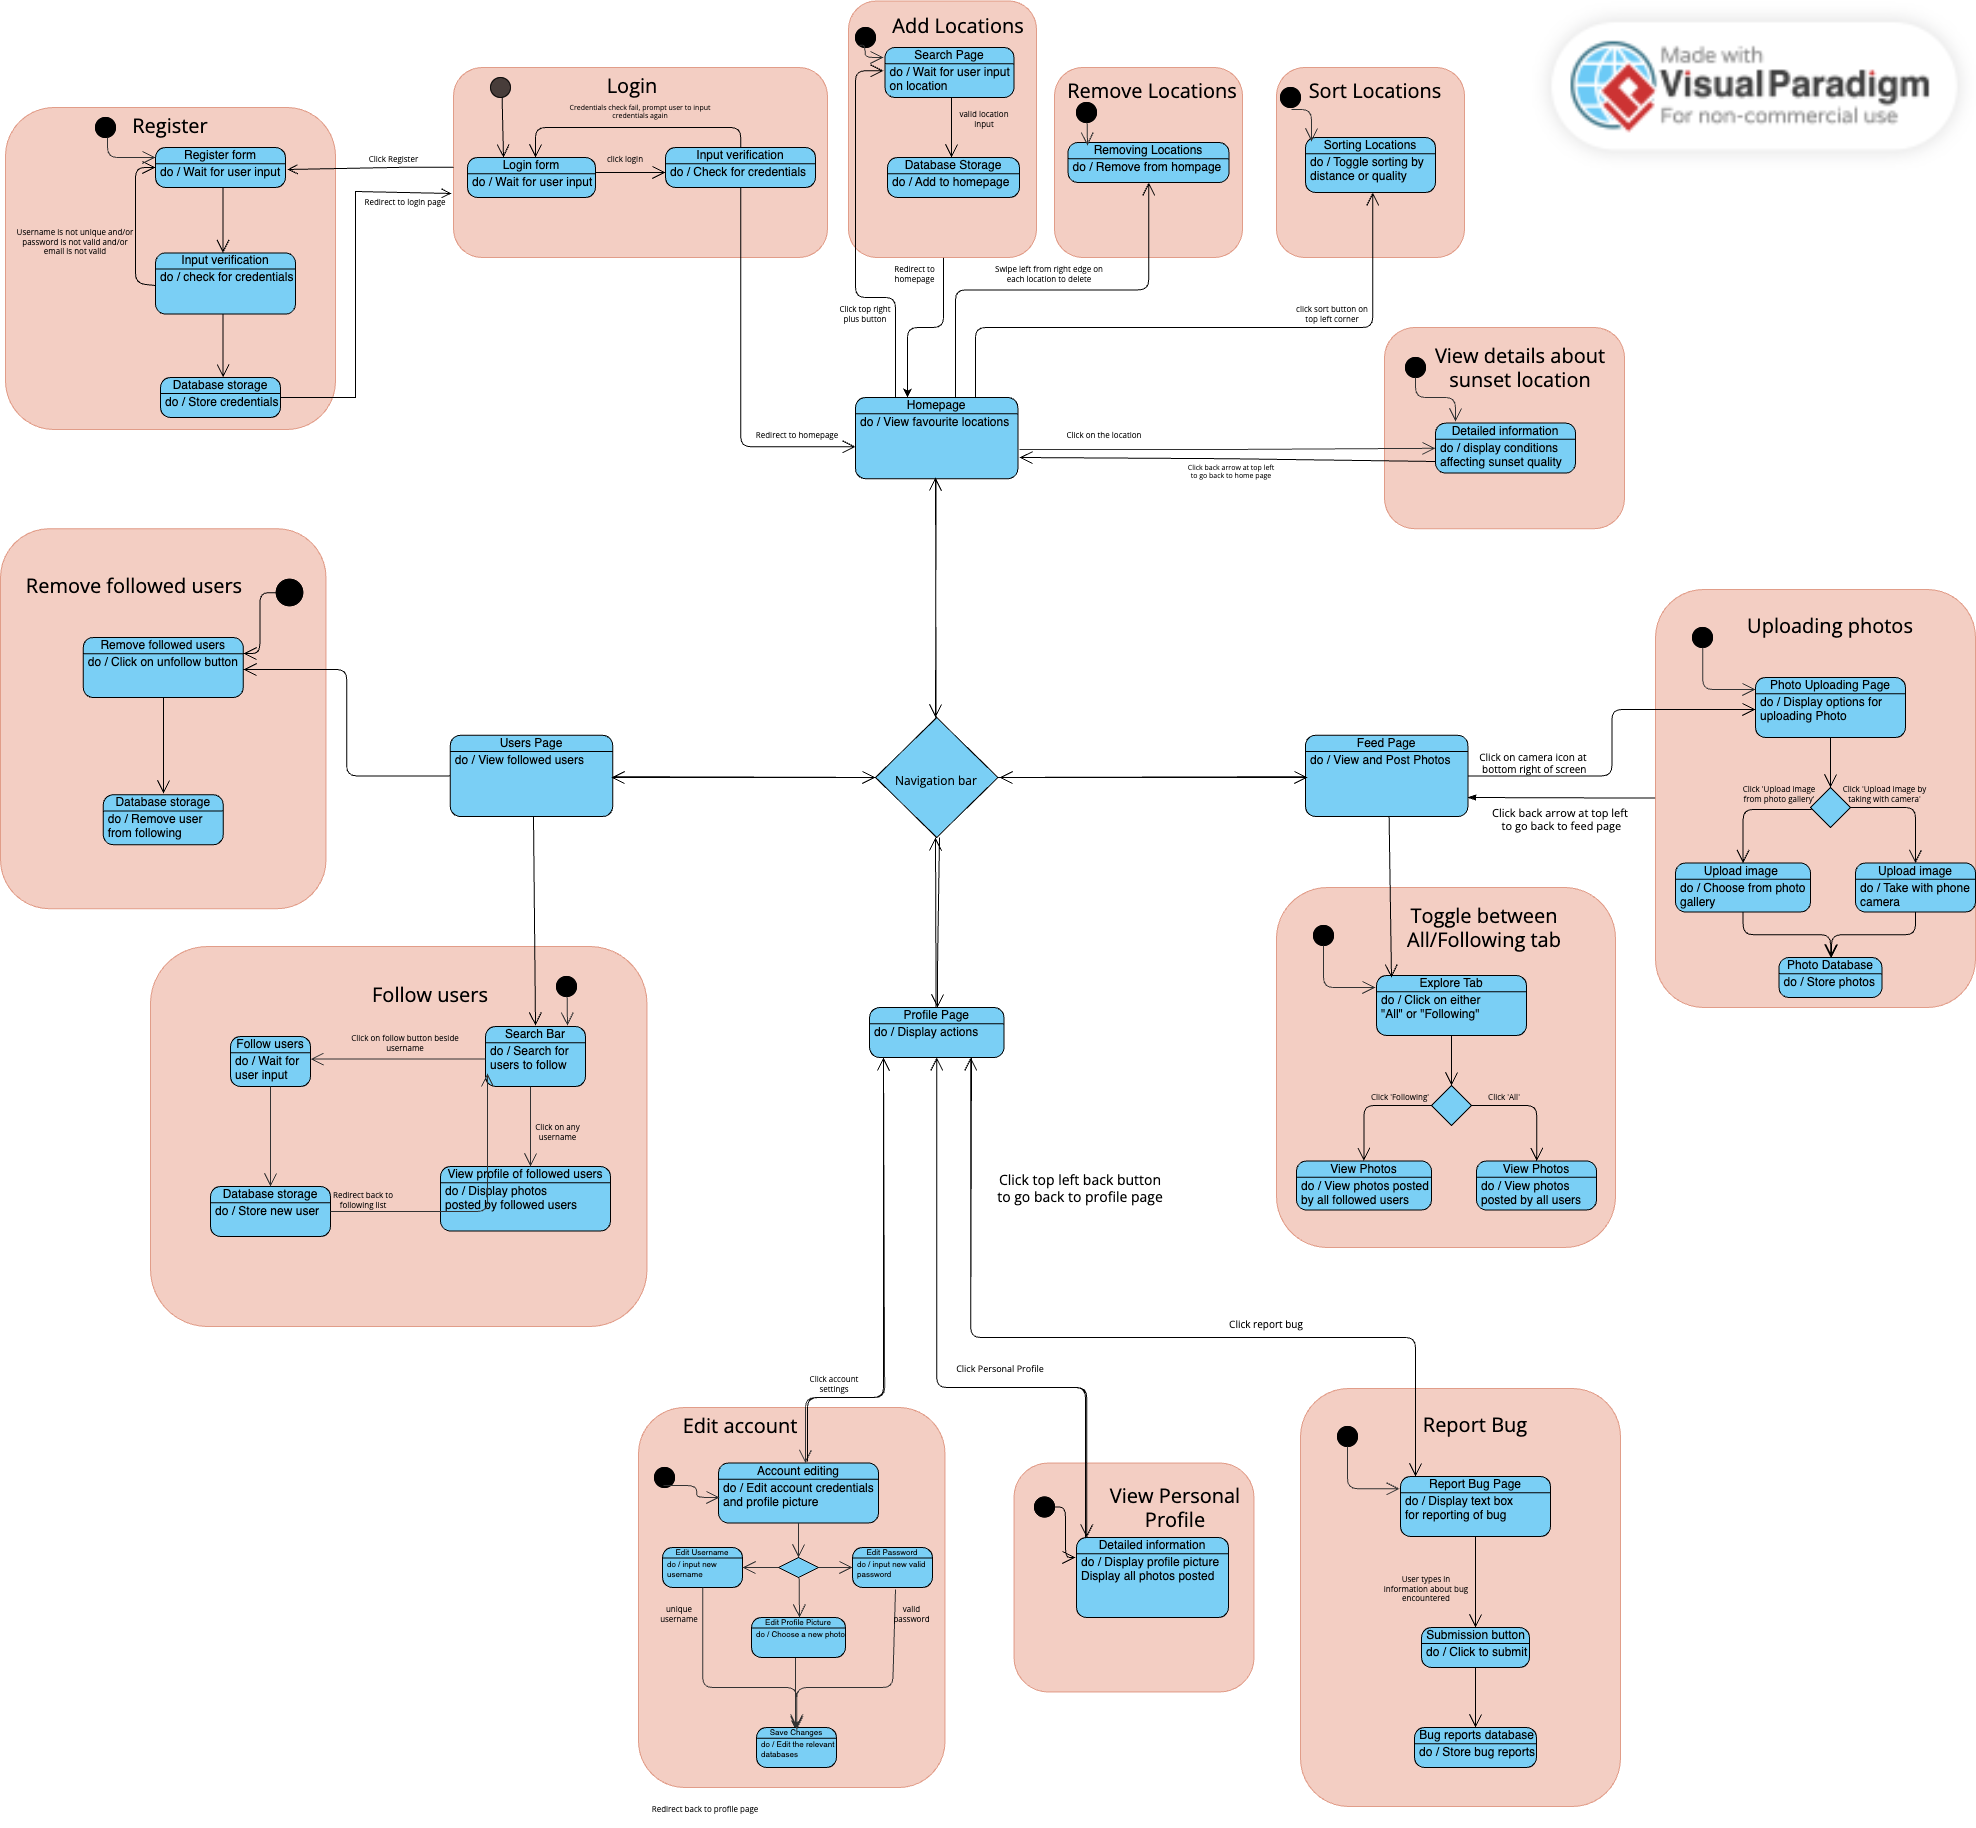 Made with
Visual Paradigm
For non-commercial use
Add Locations
Search Page
do / Wait for user input
on location
valid location
input
Database Storage
do / Add to homepage
Login
Credentials check fail, prompt user to input
credentials again
Login form
do / Wait for user input
click login
Input verification
do / Check for credentials
Remove Locations
Removing Locations
do / Remove from hompage
Sort Locations
Sorting Locations
do / Toggle sorting by
distance or quality
Register
Register form
do / Wait for user input
Click Register
Redirect to login page
Username is not unique and/or
password is not valid and/or
email is not valid
Input verification
do / check for credentials
Database storage
do / Store credentials
Redirect to
homepage
Click top right
plus button
Swipe left from right edge on
each location to delete
click sort button on
top left corner
View details about
sunset location
Detailed information
do / display conditions
affecting sunset quality
Homepage
do / View favourite locations
Redirect to homepage
Click on the location
Click back arrow at top left
to go back to home page
Remove followed users
Remove followed users
do / Click on unfollow button
Database storage
do / Remove user
from following
Users Page
do / View followed users
Navigation bar
Feed Page
do / View and Post Photos
Click on camera icon at
bottom right of screen
Click back arrow at top left
to go back to feed page
Uploading photos
Photo Uploading Page
do / Display options for
uploading Photo
Click 'Upload image
from photo gallery'
Click 'Upload image by
taking with camera'
Upload image
do / Choose from photo
gallery
Upload image
do / Take with phone
camera
Photo Database
do / Store photos
Toggle between
All/Following tab
Explore Tab
do / Click on either
"All" or "Following"
Click 'Following'
Click 'All'
View Photos
do / View photos posted
by all followed users
View Photos
do / View photos
posted by all users
Follow users
Search Bar
do / Search for
users to follow
Click on follow button beside
username
Follow users
do / Wait for
user input
Click on any
username
View profile of followed users
do / Display photos
posted by followed users
Database storage
do / Store new user
Redirect back to
following list
Profile Page
do / Display actions
Click top left back button
to go back to profile page
Click report bug
Click Personal Profile
Click account
settings
Edit account
Account editing
do / Edit account credentials
and profile picture
Edit Username
do / input new
username
Edit Password
do / input new valid
password
unique
username
valid
password
Edit Profile Picture
do / Choose a new photo
Save Changes
do / Edit the relevant
databases
Redirect back to profile page
View Personal
Profile
Detailed information
do / Display profile picture
Display all photos posted
Report Bug
Report Bug Page
do / Display text box
for reporting of bug
User types in
information about bug
encountered
Submission button
do / Click to submit
Bug reports database
do / Store bug reports